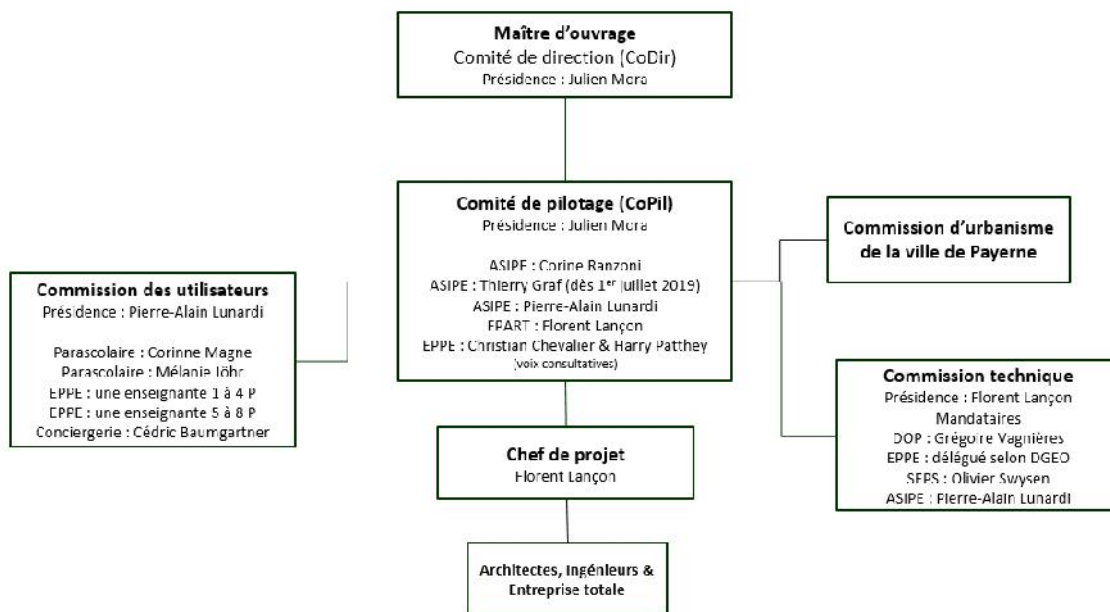 Maître d'ouvrage
Comité de direction (CoDir)
Présidence : Julien Mora
Comité de pilotage (CoPil)
Présidence : Julien Mora
ASIPE : Corine Ranzoni
ASIPE : Thierry Graf (dès 1er juillet 2019)
ASIPE : Pierre-Alain Lunardi
EPART : Florent Lançon
EPPE : Christian Chevalier & Harry Patthey
(voix consultatives)
Commission d'urbanisme
de la ville de Payerne
Commission des utilisateurs
Présidence : Pierre-Alain Lunardi
Parascolaire : Corinne Magne
Parascolaire : Mélanie Jöhr
EPPE : une enseignante 1 à 4 P
EPPE : une enseignante 5 à 8 P
Conciergerie : Cédric Baumgartner
Commission technique
Présidence : Florent Lançon
Mandataires
DOP : Grégoire Vagnières
EPPE : délégué selon DGEO
SEPS : Olivier Swysen
ASIPE : Pierre-Alain Lunardi
Chef de projet
Florent Lançon
Architectes, Ingénieurs &
Entreprise totale